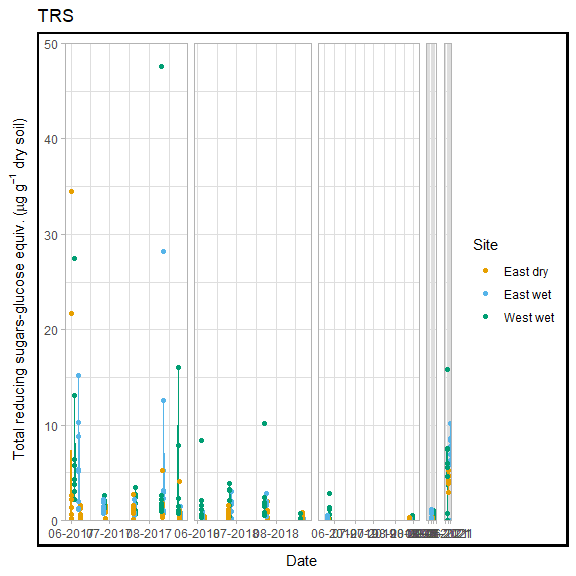 TRS
50
40
30
20
10
0
Total reducing sugars-glucose equiv. (µg g⁻¹ dry soil)
06-2017 07-2017 08-2017 06-2018 07-2018 08-2018
Date
Site
East dry
East wet
West wet